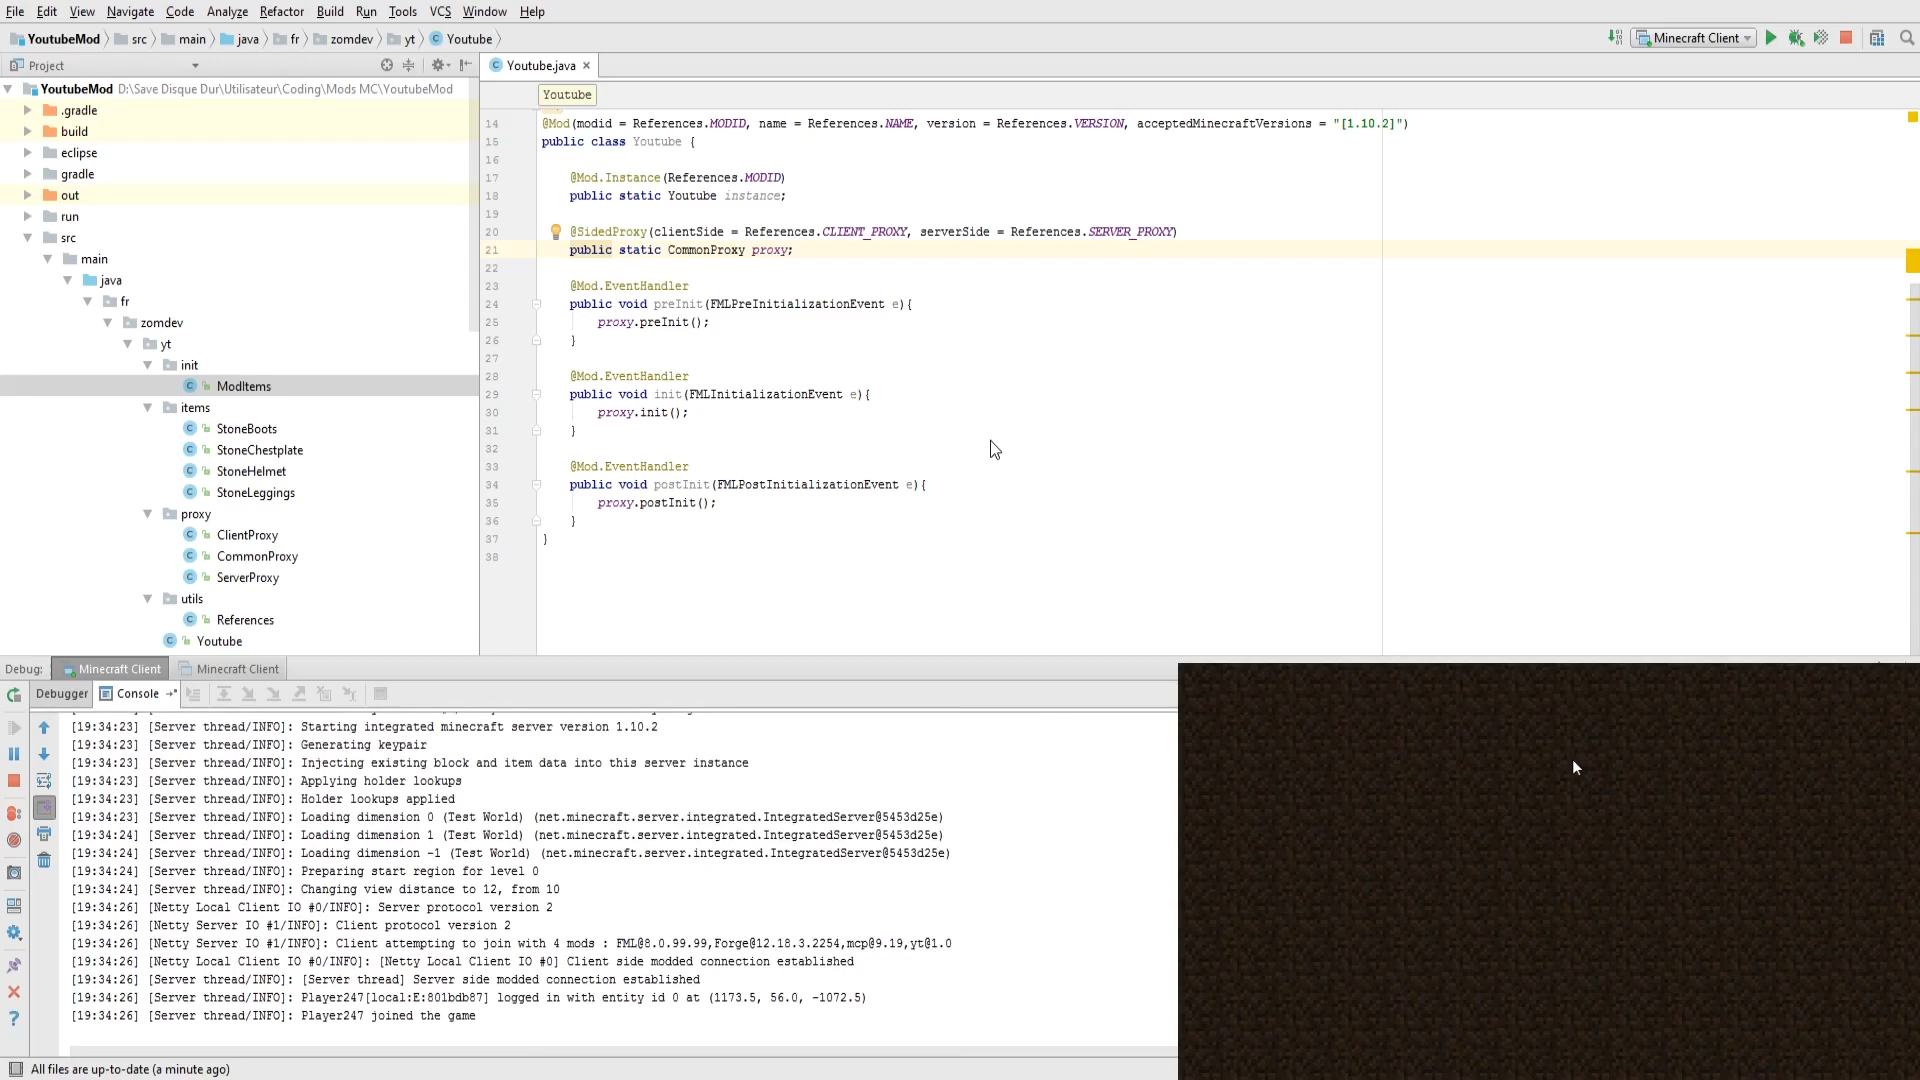 File Edit View Navigate Code Analyze Refactor Build Run Tools VCS Window Help
YoutubeMod src main java fr zomdev yt Youtube
Minecraft Client
Project
Youtube.java
YoutubeMod D:\Save Disque Dur\Utilisateur\Coding\Mods MC\YoutubeMod
.gradle
build
eclipse
gradle
out
run
src
main
java
fr
zomdev
yt
init
ModItems
items
StoneBoots
StoneChestplate
StoneHelmet
StoneLeggings
proxy
ClientProxy
CommonProxy
ServerProxy
utils
References
Youtube
Youtube
14 @Mod(modid = References.MODID, name = References.NAME, version = References.VERSION, acceptedMinecraftVersions = "[1.10.2]")
15 public class Youtube {
16
17 @Mod.Instance(References.MODID)
18 public static Youtube instance;
19
20 @SidedProxy(clientSide = References.CLIENT_PROXY, serverSide = References.SERVER_PROXY)
21 public static CommonProxy proxy;
22
23 @Mod.EventHandler
24 public void preInit(FMLPreInitializationEvent e){
25 proxy.preInit();
26 }
27
28 @Mod.EventHandler
29 public void init(FMLInitializationEvent e){
30 proxy.init();
31 }
32
33 @Mod.EventHandler
34 public void postInit(FMLPostInitializationEvent e){
35 proxy.postInit();
36 }
37 }
38
Debug: Minecraft Client Minecraft Client
Debugger Console
[19:34:23] [Server thread/INFO]: Starting integrated minecraft server version 1.10.2
[19:34:23] [Server thread/INFO]: Generating keypair
[19:34:23] [Server thread/INFO]: Injecting existing block and item data into this server instance
[19:34:23] [Server thread/INFO]: Applying holder lookups
[19:34:23] [Server thread/INFO]: Holder lookups applied
[19:34:23] [Server thread/INFO]: Loading dimension 0 (Test World) (net.minecraft.server.integrated.IntegratedServer@5453d25e)
[19:34:24] [Server thread/INFO]: Loading dimension 1 (Test World) (net.minecraft.server.integrated.IntegratedServer@5453d25e)
[19:34:24] [Server thread/INFO]: Loading dimension -1 (Test World) (net.minecraft.server.integrated.IntegratedServer@5453d25e)
[19:34:24] [Server thread/INFO]: Preparing start region for level 0
[19:34:24] [Server thread/INFO]: Changing view distance to 12, from 10
[19:34:26] [Netty Local Client IO #0/INFO]: Server protocol version 2
[19:34:26] [Netty Server IO #1/INFO]: Client protocol version 2
[19:34:26] [Netty Server IO #1/INFO]: Client attempting to join with 4 mods : FML@8.0.99.99,Forge@12.18.3.2254,mcp@9.19,yt@1.0
[19:34:26] [Netty Local Client IO #0/INFO]: [Netty Local Client IO #0] Client side modded connection established
[19:34:26] [Server thread/INFO]: [Server thread] Server side modded connection established
[19:34:26] [Server thread/INFO]: Player247[local:E:801bdb87] logged in with entity id 0 at (1173.5, 56.0, -1072.5)
[19:34:26] [Server thread/INFO]: Player247 joined the game
All files are up-to-date (a minute ago)